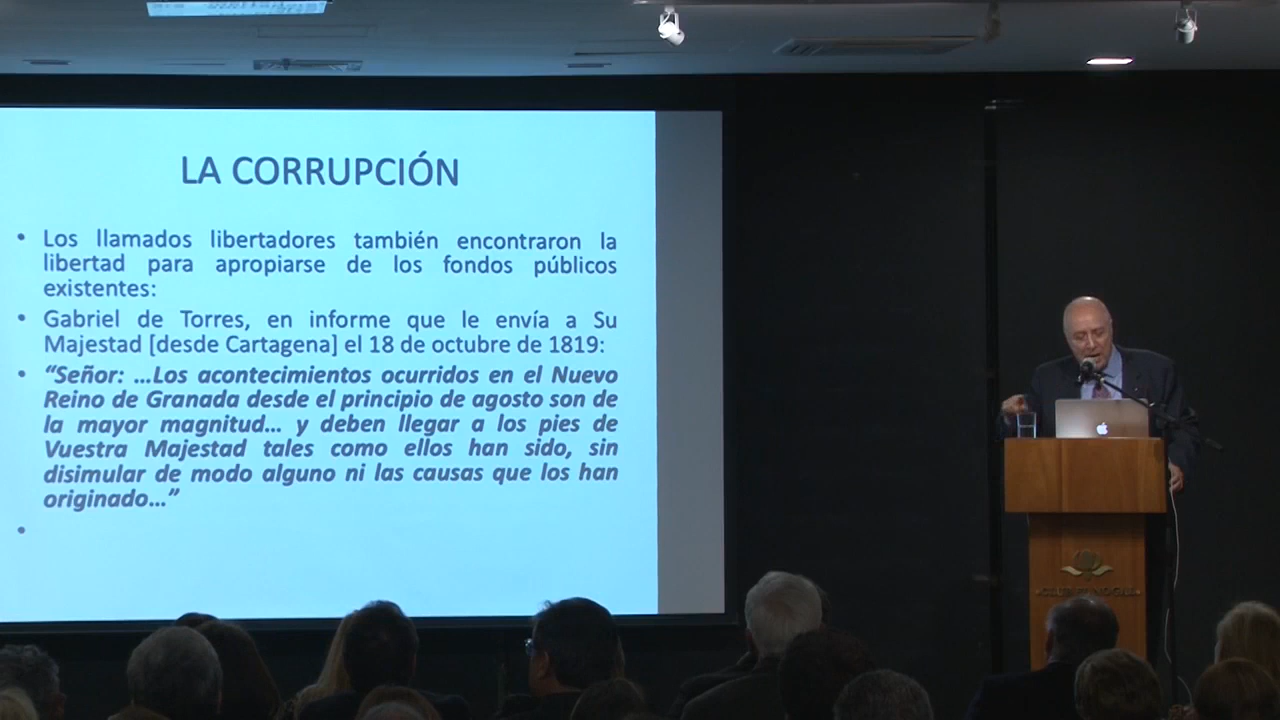 LA CORRUPCIÓN
• Los llamados libertadores también encontraron la
libertad para apropiarse de los fondos públicos
existentes:
• Gabriel de Torres, en informe que le envía a Su
Majestad [desde Cartagena] el 18 de octubre de 1819:
• “Señor: ...Los acontecimientos ocurridos en el Nuevo
Reino de Granada desde el principio de agosto son de
la mayor magnitud... y deben llegar a los pies de
Vuestra Majestad tales como ellos han sido, sin
disimular de modo alguno ni las causas que los han
originado...”
•
CLUB EL NOGAL